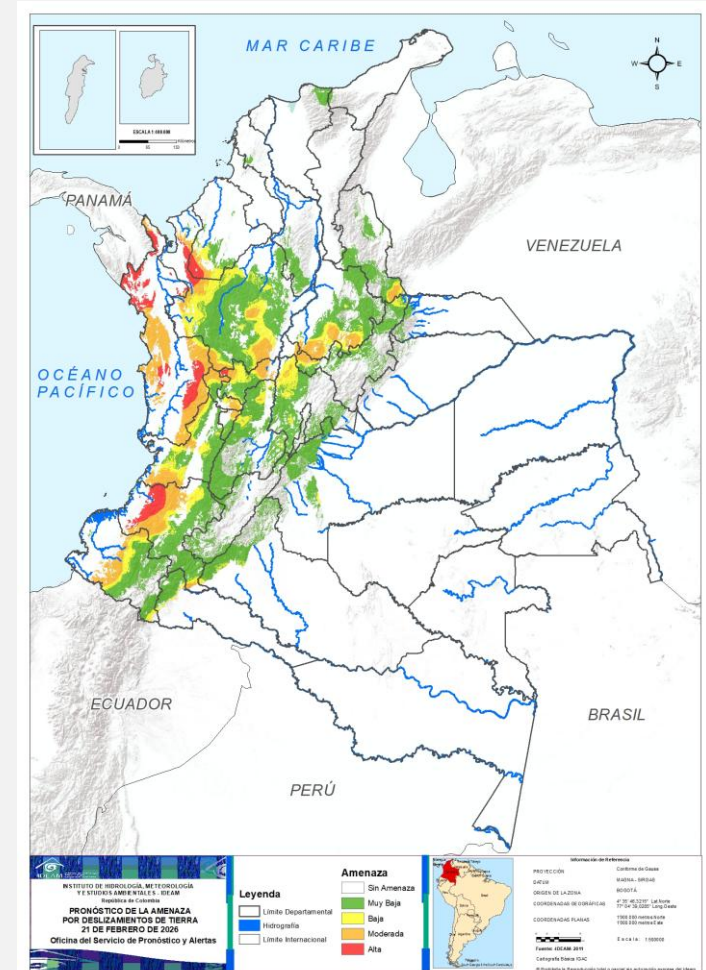 MAR CARIBE
N
W E
S
ESCALA 1:
PANAMÁ
VENEZUELA
OCÉANO
PACÍFICO
ECUADOR
BRASIL
PERÚ
IDEAM
INSTITUTO DE HIDROLOGÍA, METEOROLOGÍA
Y ESTUDIOS AMBIENTALES - IDEAM
República de Colombia
PRONÓSTICO DE LA AMENAZA
POR DESLIZAMIENTOS DE TIERRA
21 DE FEBRERO DE 2026
Oficina del Servicio de Pronóstico y Alertas
Leyenda
Límite Departamental
Hidrografía
Límite Internacional
Amenaza
Sin Amenaza
Muy Baja
Baja
Moderada
Alta
Información de Referencia
PROYECCIÓN Conforme de Gauss
DATUM MAGNA - SIRGAS
ORIGEN DE LA ZONA BOGOTÁ
COORDENADAS GEOGRÁFICAS
COORDENADAS PLANAS
Escala:
Fuente: IDEAM
Cartografía Básica IGAC